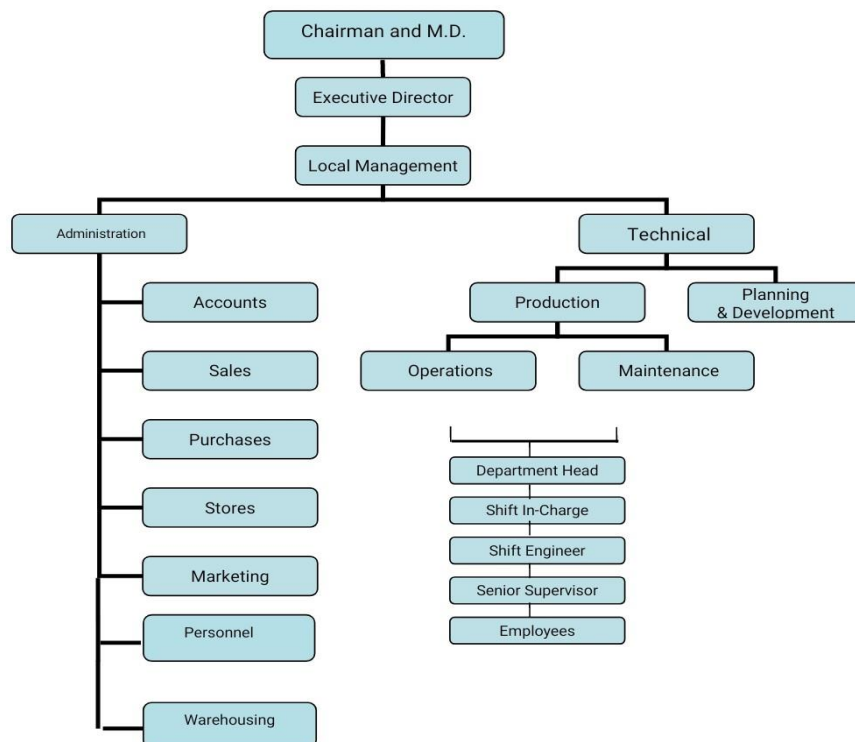 Chairman and M.D.
Executive Director
Local Management
Administration
Technical
Accounts
Production
Planning
& Development
Sales
Operations
Maintenance
Purchases
Department Head
Stores
Shift In-Charge
Shift Engineer
Marketing
Senior Supervisor
Personnel
Employees
Warehousing